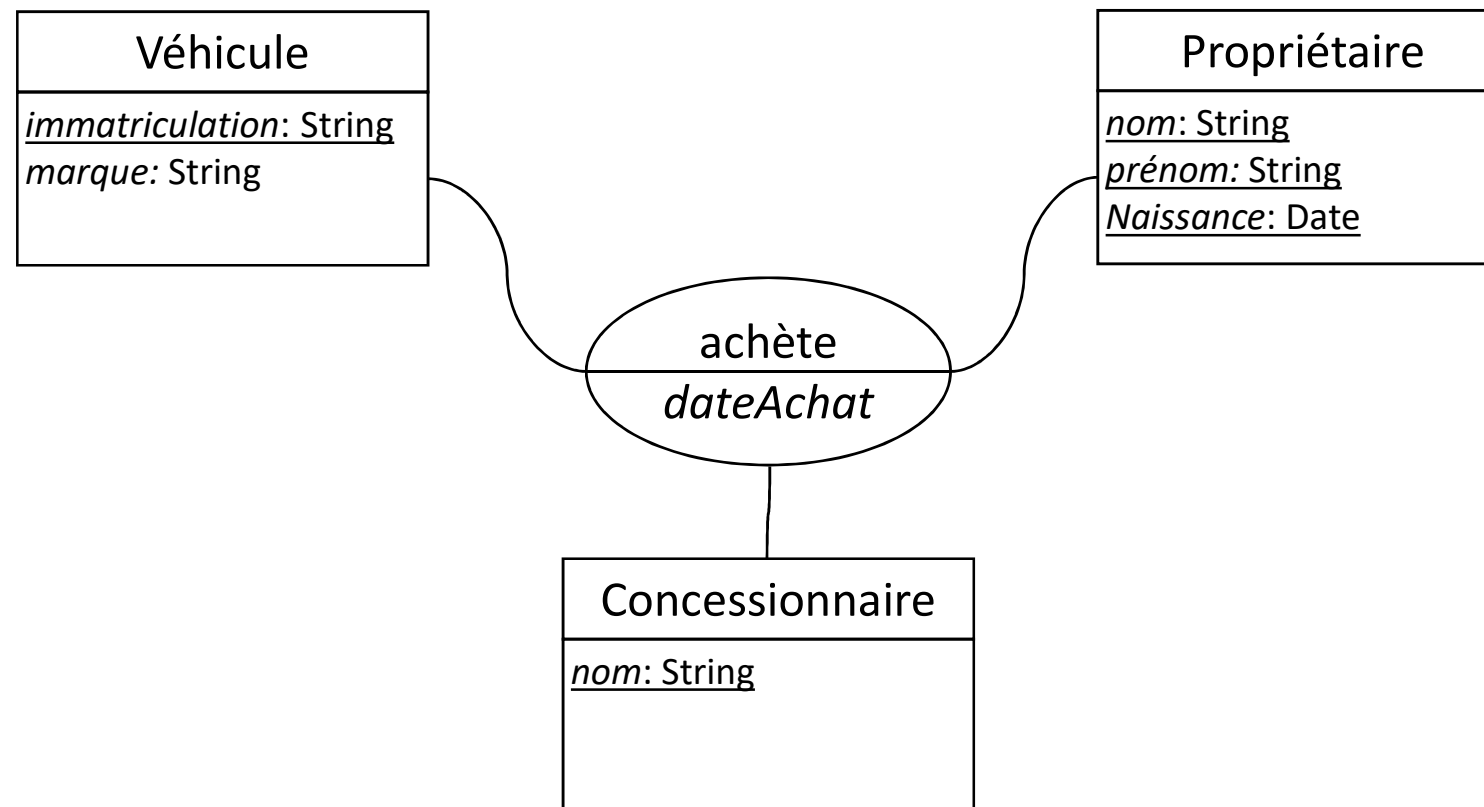 Véhicule
immatriculation: String
marque: String
Propriétaire
nom: String
prénom: String
Naissance: Date
achète
dateAchat
Concessionnaire
nom: String